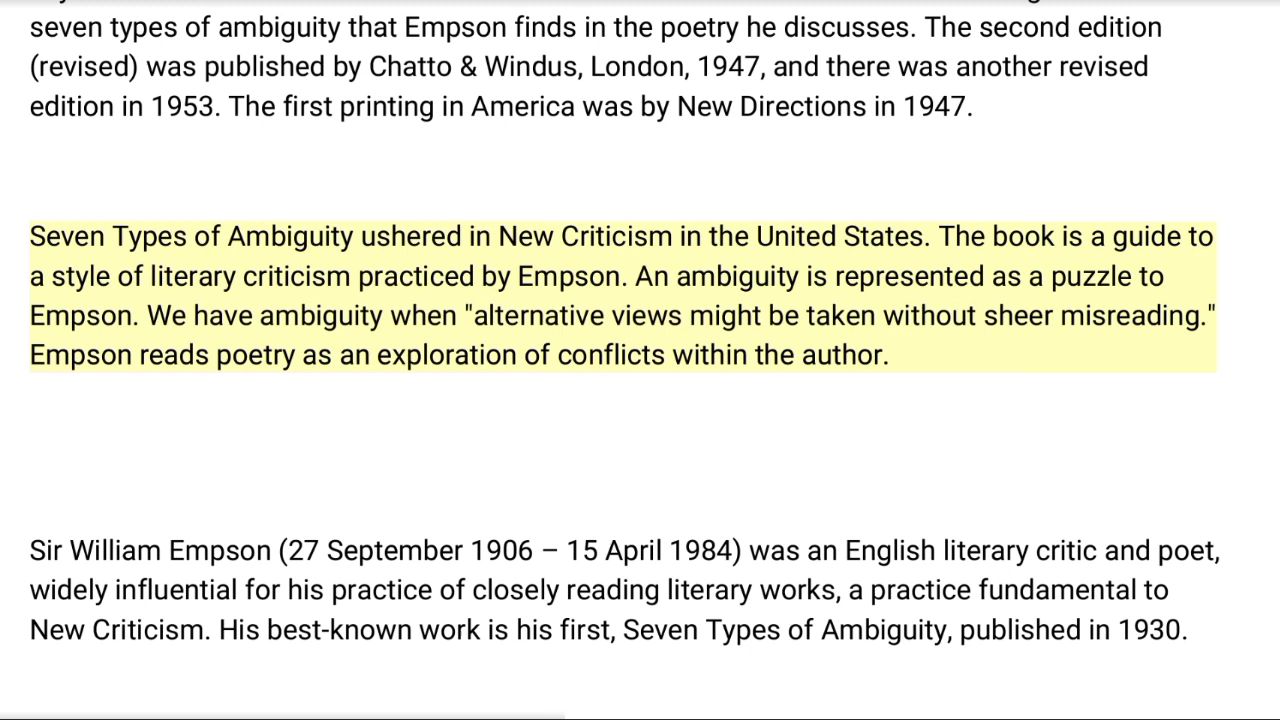 seven types of ambiguity that Empson finds in the poetry he discusses. The second edition
(revised) was published by Chatto & Windus, London, 1947, and there was another revised
edition in 1953. The first printing in America was by New Directions in 1947.
Seven Types of Ambiguity ushered in New Criticism in the United States. The book is a guide to
a style of literary criticism practiced by Empson. An ambiguity is represented as a puzzle to
Empson. We have ambiguity when "alternative views might be taken without sheer misreading."
Empson reads poetry as an exploration of conflicts within the author.
Sir William Empson (27 September 1906 – 15 April 1984) was an English literary critic and poet,
widely influential for his practice of closely reading literary works, a practice fundamental to
New Criticism. His best-known work is his first, Seven Types of Ambiguity, published in 1930.